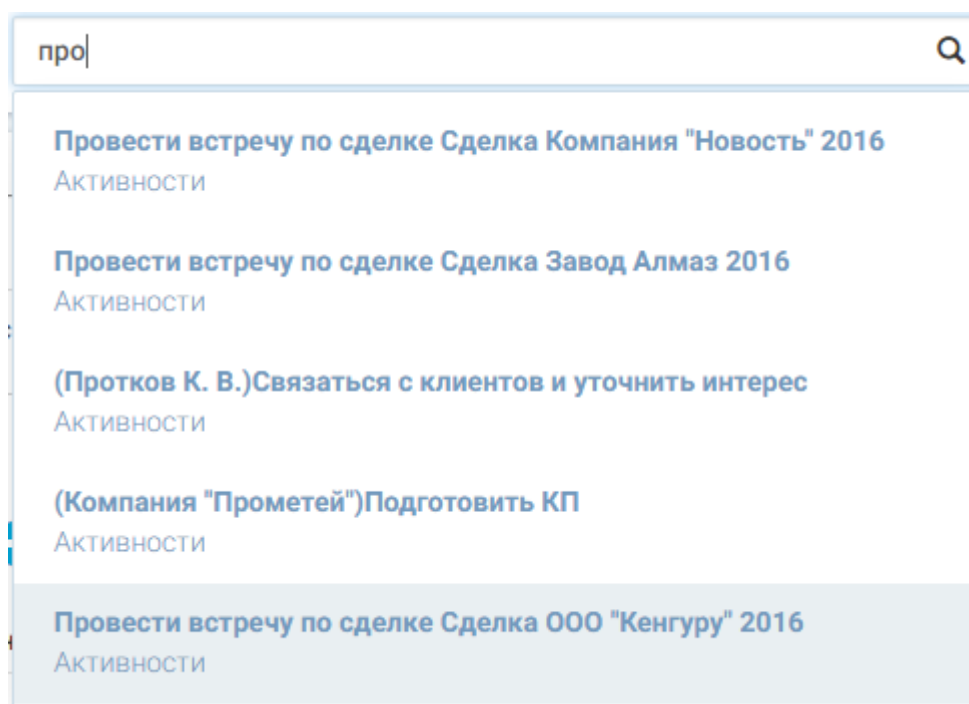 про
Провести встречу по сделке Сделка Компания "Новость" 2016
Активности
Провести встречу по сделке Сделка Завод Алмаз 2016
Активности
(Протков К. В.)Связаться с клиентов и уточнить интерес
Активности
(Компания "Прометей")Подготовить КП
Активности
Провести встречу по сделке Сделка ООО "Кенгуру" 2016
Активности